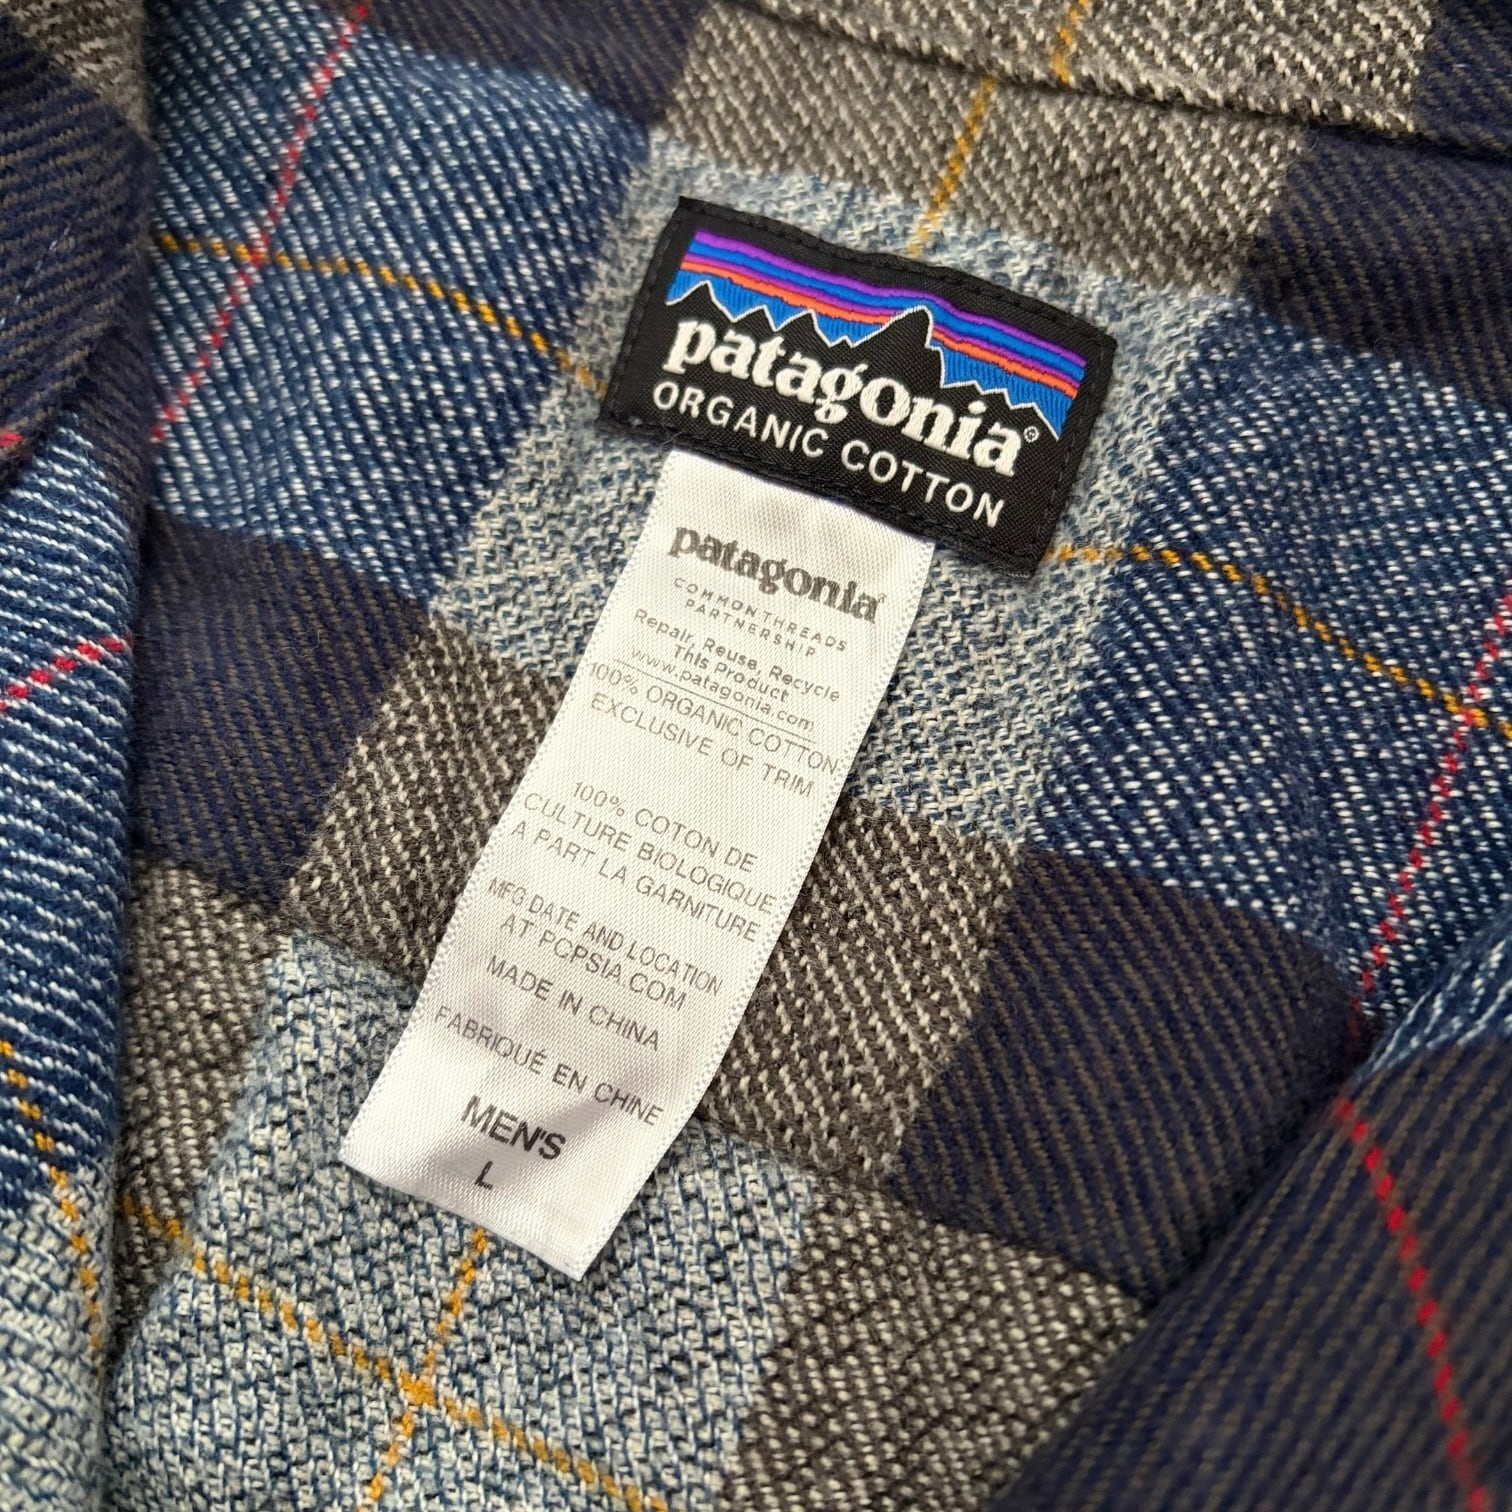 patagonia®
ORGANIC COTTON
patagonia®
COMMON THREADS
PARTNERSHIP
Repair, Reuse, Recycle
This Product
www.patagonia.com
100% ORGANIC COTTON
EXCLUSIVE OF TRIM
100% COTON DE
CULTURE BIOLOGIQUE
A PART LA GARNITURE
MFG DATE AND LOCATION
AT PCPSIA.COM
MADE IN CHINA
FABRIQUÉ EN CHINE
MEN'S
L